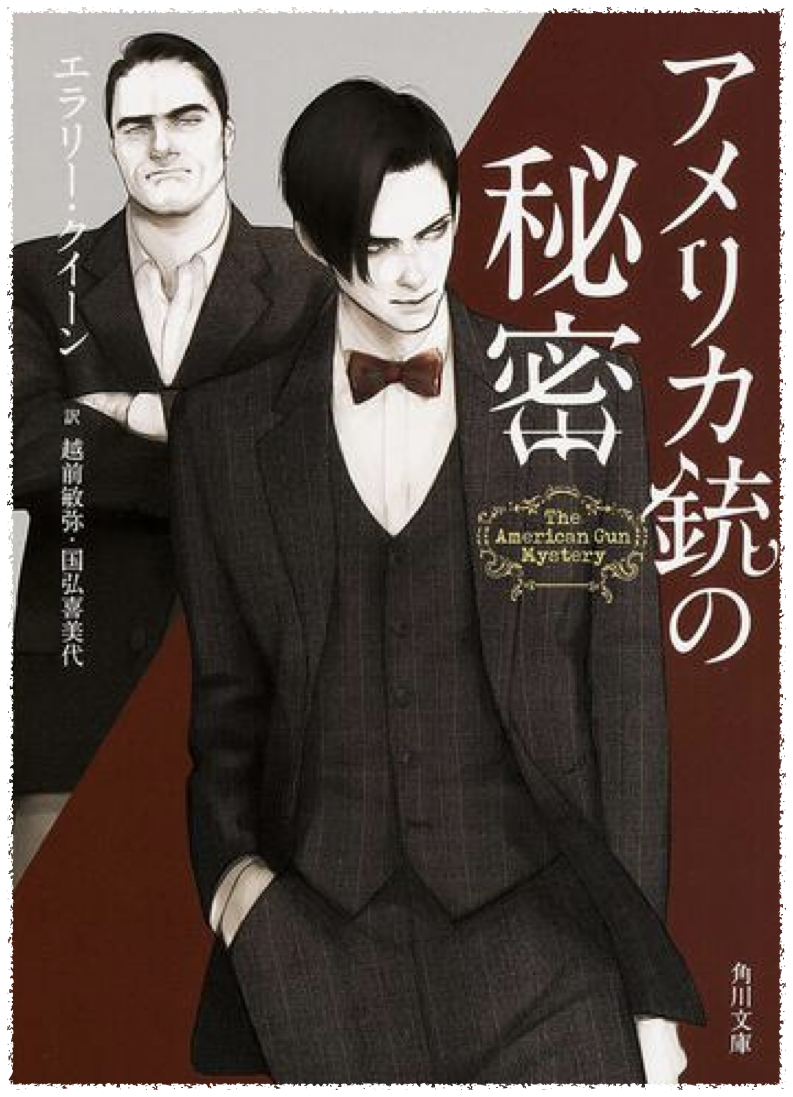 アメリカ銃の
秘密
The
American Gun
Mystery
エラリー・クイーン
訳 越前敏弥・国弘喜美代
角川文庫